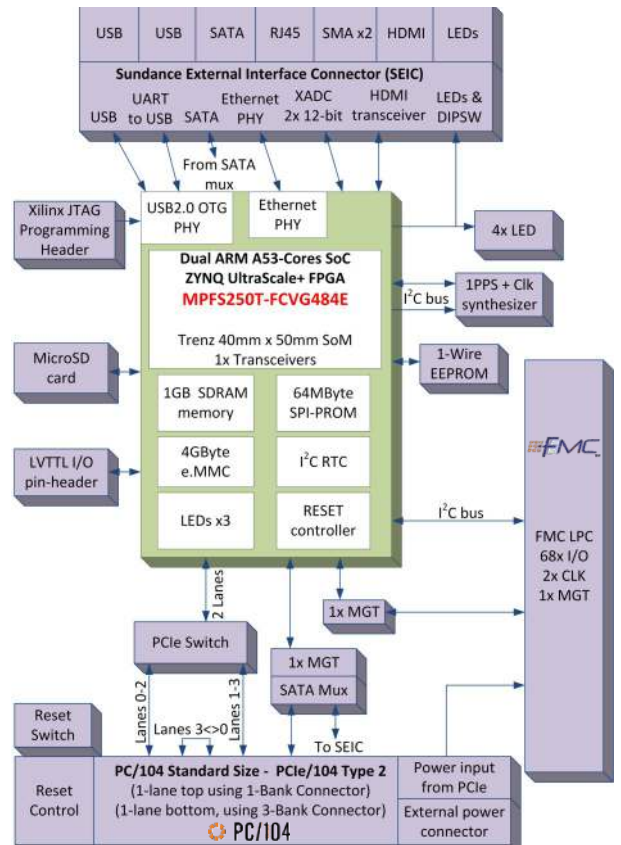 USB
USB
SATA
RJ45
SMA x2
HDMI
LEDs
Sundance External Interface Connector (SEIC)
USB
UART
to USB
SATA
Ethernet
PHY
XADC
2x 12-bit
HDMI
transceiver
LEDs &
DIPSW
From SATA
mux
Xilinx JTAG
Programming
Header
USB2.0 OTG
PHY
Ethernet
PHY
4x LED
Dual ARM A53-Cores SoC
ZYNQ UltraScale+ FPGA
MPFS250T-FCVG484E
Trenz 40mm x 50mm SoM
1x Transceivers
I²C bus
1PPS + Clk
synthesizer
MicroSD
card
1-Wire
EEPROM
1GB SDRAM
memory
64MByte
SPI-PROM
LVTTL I/O
pin-header
4GByte
e.MMC
I²C RTC
LEDs x3
RESET
controller
I²C bus
FMC
FMC LPC
68x I/O
2x CLK
1x MGT
2 Lanes
1x MGT
PCIe Switch
1x MGT
SATA Mux
Lanes 0-2
Lanes 3<>0
Lanes 1-3
To SEIC
Reset
Switch
Reset
Control
PC/104 Standard Size - PCIe/104 Type 2
(1-lane top using 1-Bank Connector)
(1-lane bottom, using 3-Bank Connector)
PC/104
Power input
from PCIe
External power
connector